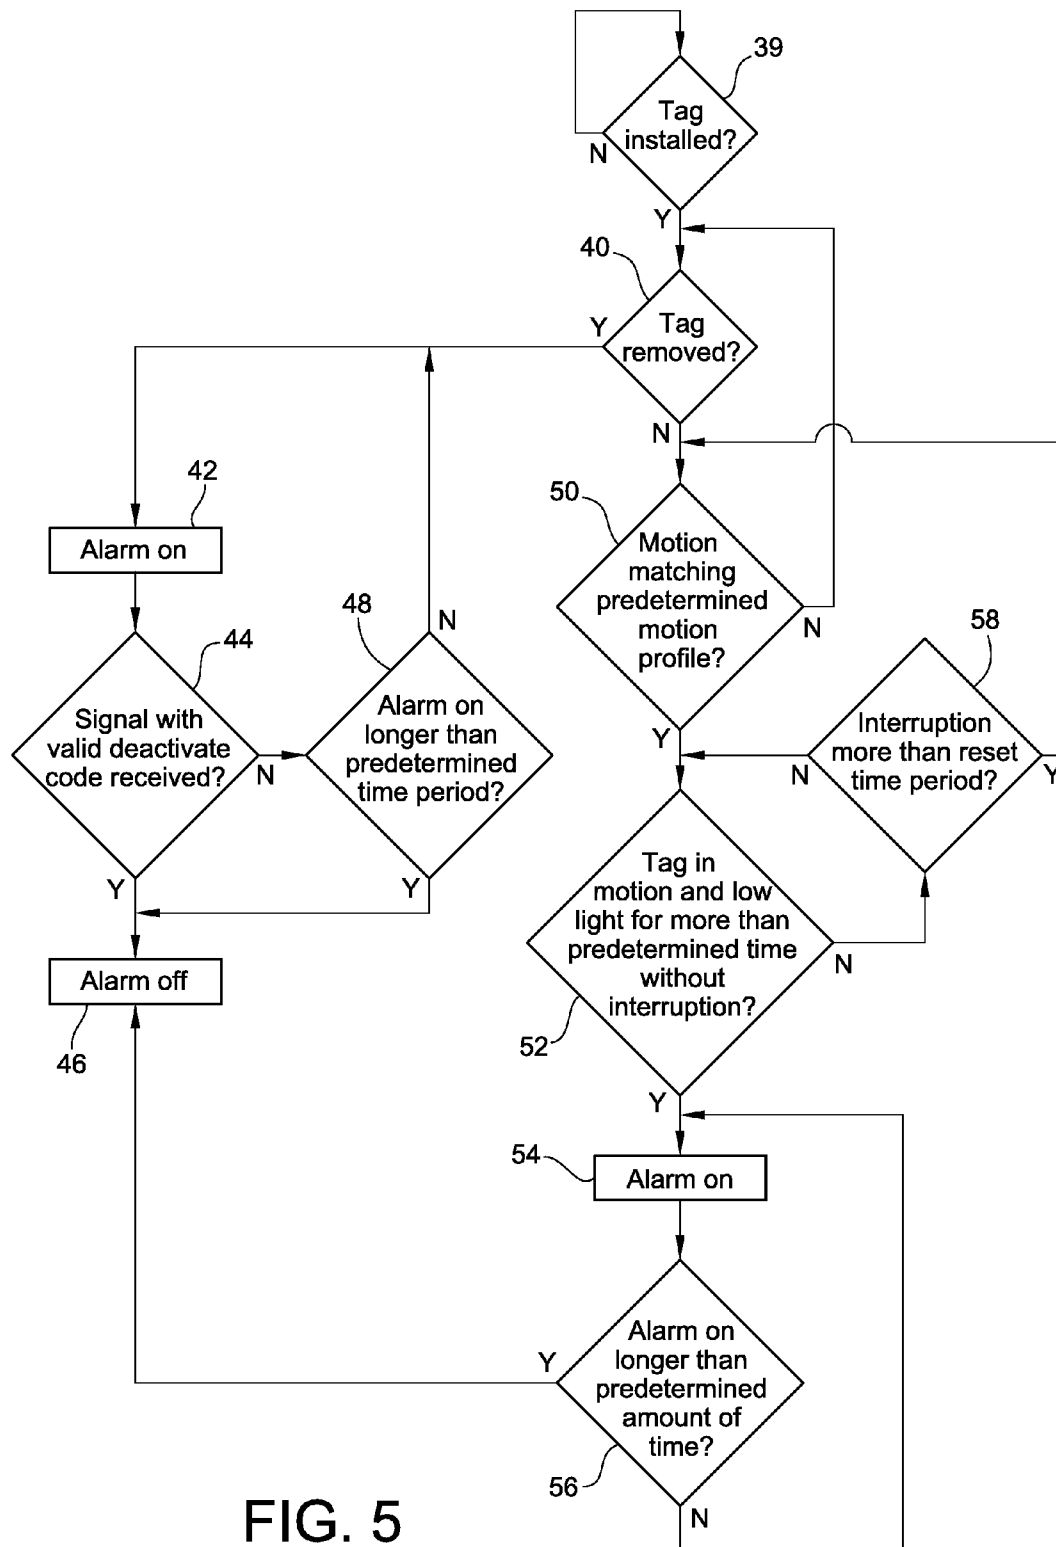 39
Tag
installed?
N
Y
40
Tag
removed?
Y
N
42
Alarm on
44
Signal with
valid deactivate
code received?
N
Y
48
N
Alarm on
longer than
predetermined
time period?
Y
Alarm off
46
50
Motion
matching
predetermined
motion
profile?
N
Y
58
Interruption
more than reset
time period?
N
Y
Tag in
motion and low
light for more than
predetermined time
without
interruption?
52
N
Y
54
Alarm on
Alarm on
longer than
predetermined
amount of
time?
Y
56
N
FIG. 5